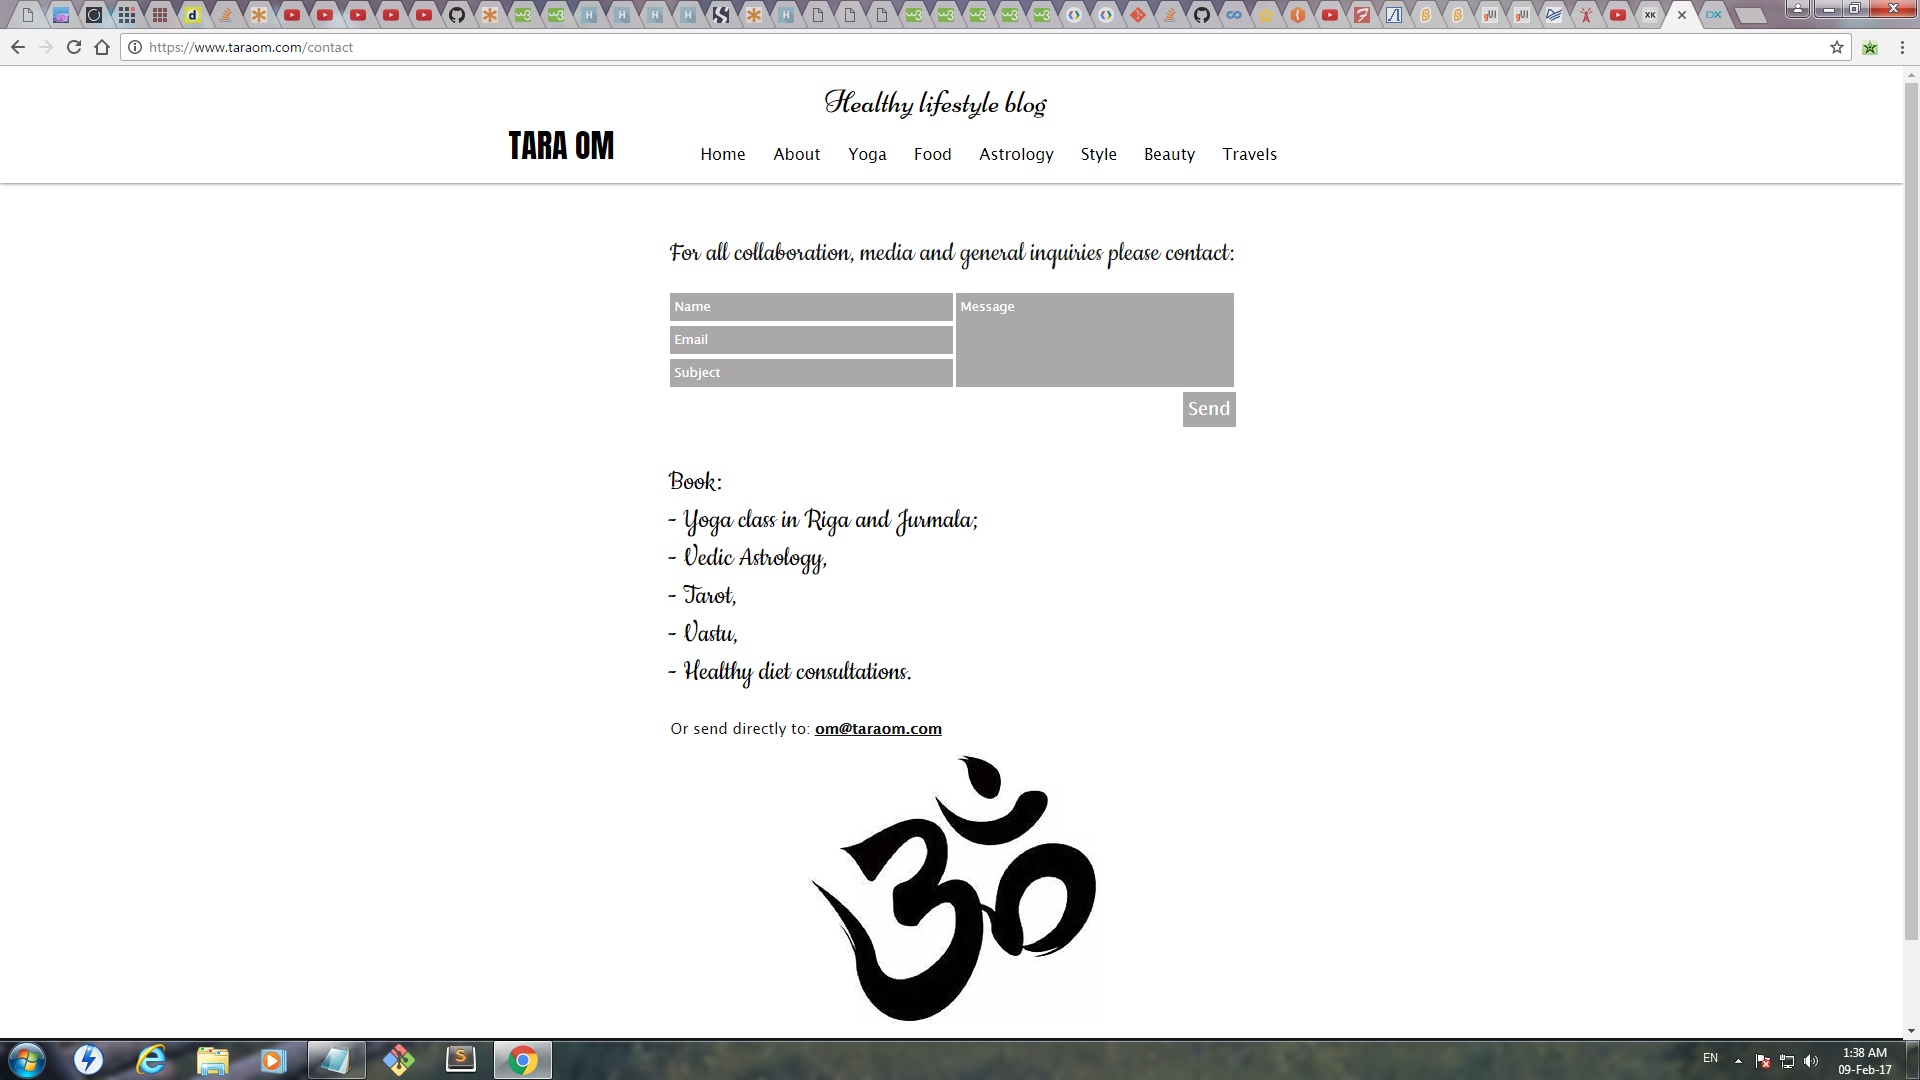 https://www.taraom.com/contact
Healthy lifestyle blog
TARA OM
Home About Yoga Food Astrology Style Beauty Travels
For all collaboration, media and general inquiries please contact:
Name
Message
Email
Subject
Send
Book:
- Yoga class in Riga and Jurmala;
- Vedic Astrology,
- Tarot,
- Vastu,
- Healthy diet consultations.
Or send directly to: om@taraom.com
ॐ
EN
1:38 AM
09-Feb-17